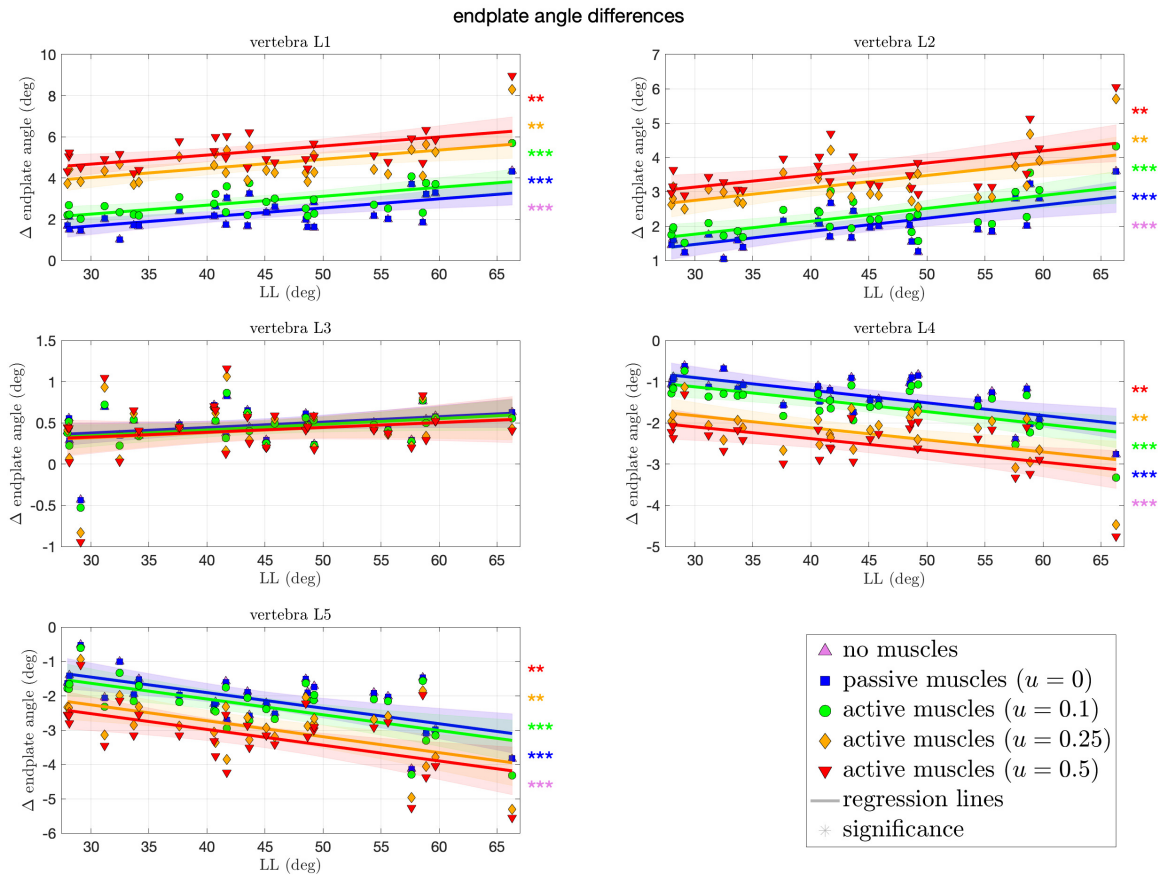 endplate angle differences
vertebra L1
10
8
6
4
2
0
Δ endplate angle (deg)
30 35 40 45 50 55 60 65
LL (deg)
**
**
***
***
***
vertebra L2
7
6
5
4
3
2
1
Δ endplate angle (deg)
30 35 40 45 50 55 60 65
LL (deg)
**
**
***
***
***
vertebra L3
1.5
1
0.5
0
-0.5
-1
Δ endplate angle (deg)
30 35 40 45 50 55 60 65
LL (deg)
vertebra L4
0
-1
-2
-3
-4
-5
Δ endplate angle (deg)
30 35 40 45 50 55 60 65
LL (deg)
**
**
***
***
***
vertebra L5
0
-1
-2
-3
-4
-5
-6
Δ endplate angle (deg)
30 35 40 45 50 55 60 65
LL (deg)
**
**
***
***
***
no muscles
passive muscles (u = 0)
active muscles (u = 0.1)
active muscles (u = 0.25)
active muscles (u = 0.5)
regression lines
significance